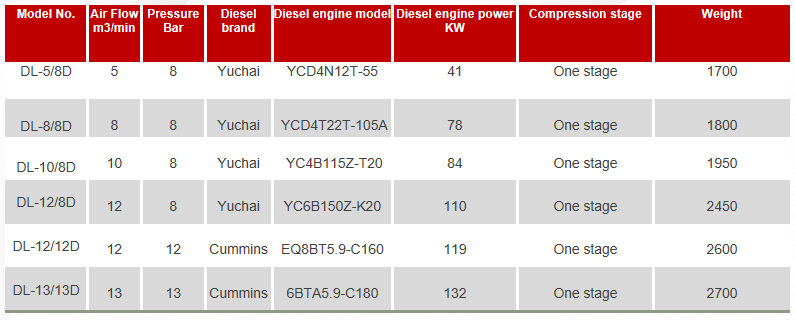 Model No. Air Flow Pressure Diesel Diesel engine model Diesel engine power Compression stage Weight
m3/min Bar brand KW
DL-5/8D 5 8 Yuchai YCD4N12T-55 41 One stage 1700
DL-8/8D 8 8 Yuchai YCD4T22T-105A 78 One stage 1800
DL-10/8D 10 8 Yuchai YC4B115Z-T20 84 One stage 1950
DL-12/8D 12 8 Yuchai YC6B150Z-K20 110 One stage 2450
DL-12/12D 12 12 Cummins EQ8BT5.9-C160 119 One stage 2600
DL-13/13D 13 13 Cummins 6BTA5.9-C180 132 One stage 2700